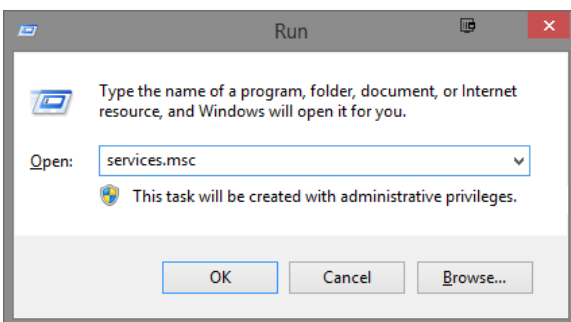 Run
Type the name of a program, folder, document, or Internet
resource, and Windows will open it for you.
Open: services.msc
This task will be created with administrative privileges.
OK Cancel Browse...